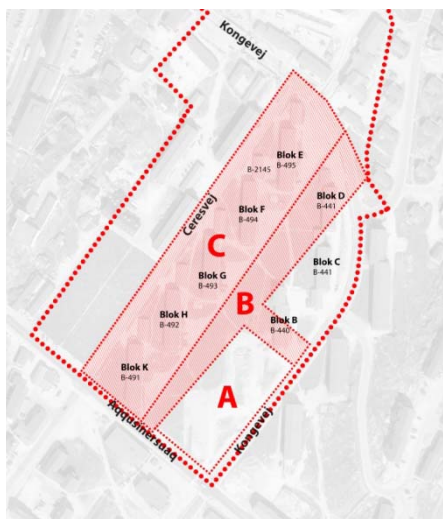 Kongevej
Blok E
B-2145
B-495
Blok D
B-441
Ceresvej
Blok F
B-494
C
Blok C
B-441
Blok G
B-493
B
Blok H
B-492
Blok B
B-440
A
Blok K
B-491
Aqqusinersuaq
Kongevej